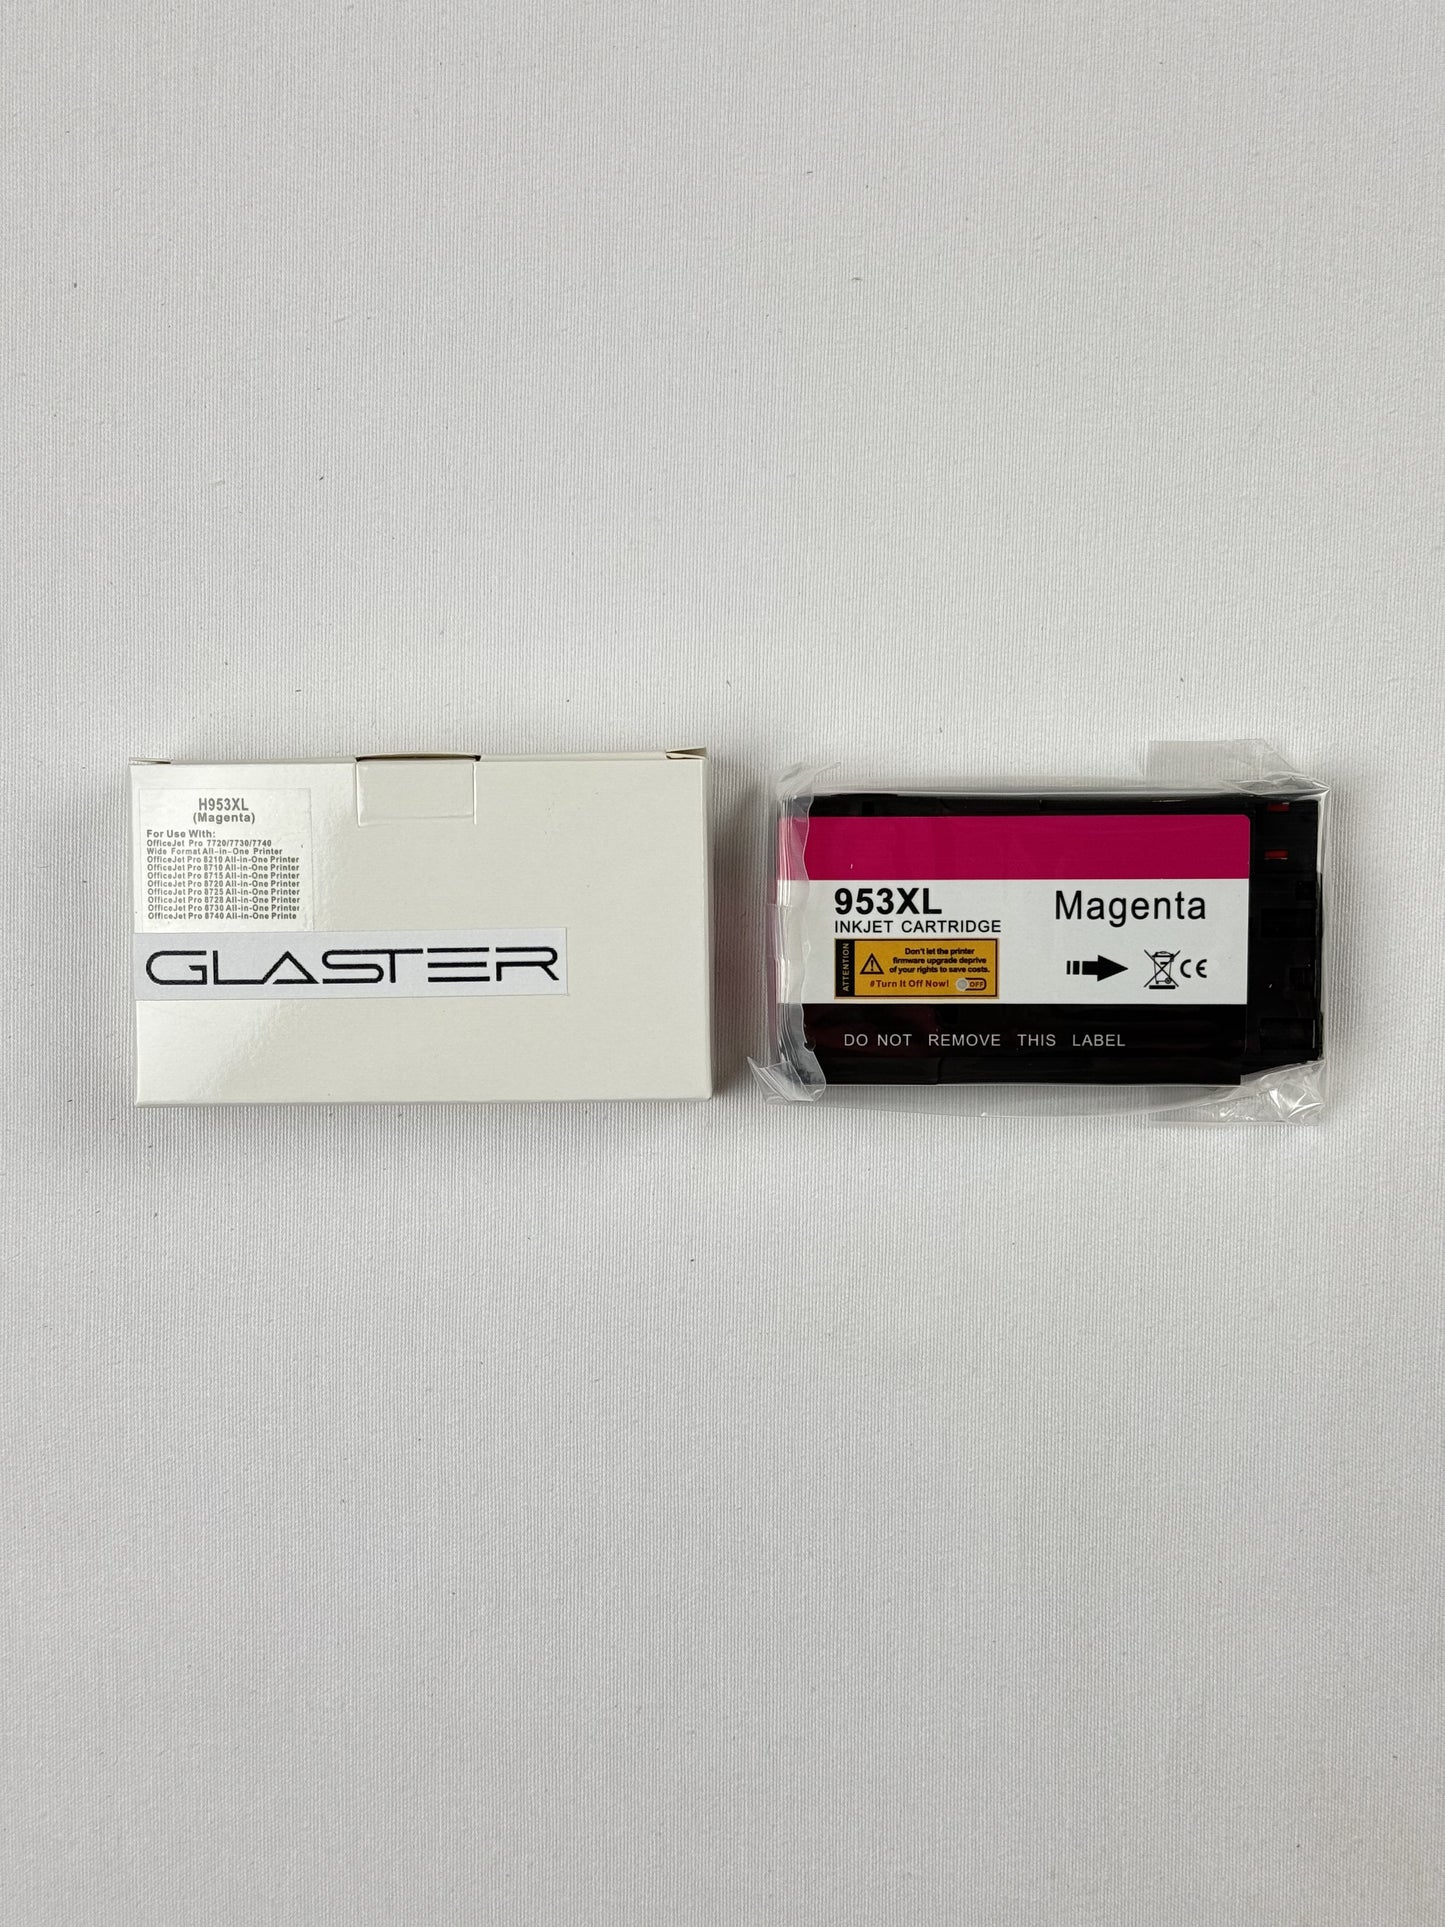 H953XL
(Magenta)
For Use With:
OfficeJet Pro 7720/7730/7740
Wide Format All-in-One Printer
OfficeJet Pro 8210 All-in-One Printer
OfficeJet Pro 8710 All-in-One Printer
OfficeJet Pro 8715 All-in-One Printer
OfficeJet Pro 8720 All-in-One Printer
OfficeJet Pro 8725 All-in-One Printer
OfficeJet Pro 8728 All-in-One Printer
OfficeJet Pro 8730 All-in-One Printer
OfficeJet Pro 8740 All-in-One Printe
GLASTER
953XL
INKJET CARTRIDGE
Magenta
ATTENTION
Don't let the printer
firmware upgrade deprive
of your rights to save costs.
#Turn It Off Now! OFF
CE
DO NOT REMOVE THIS LABEL